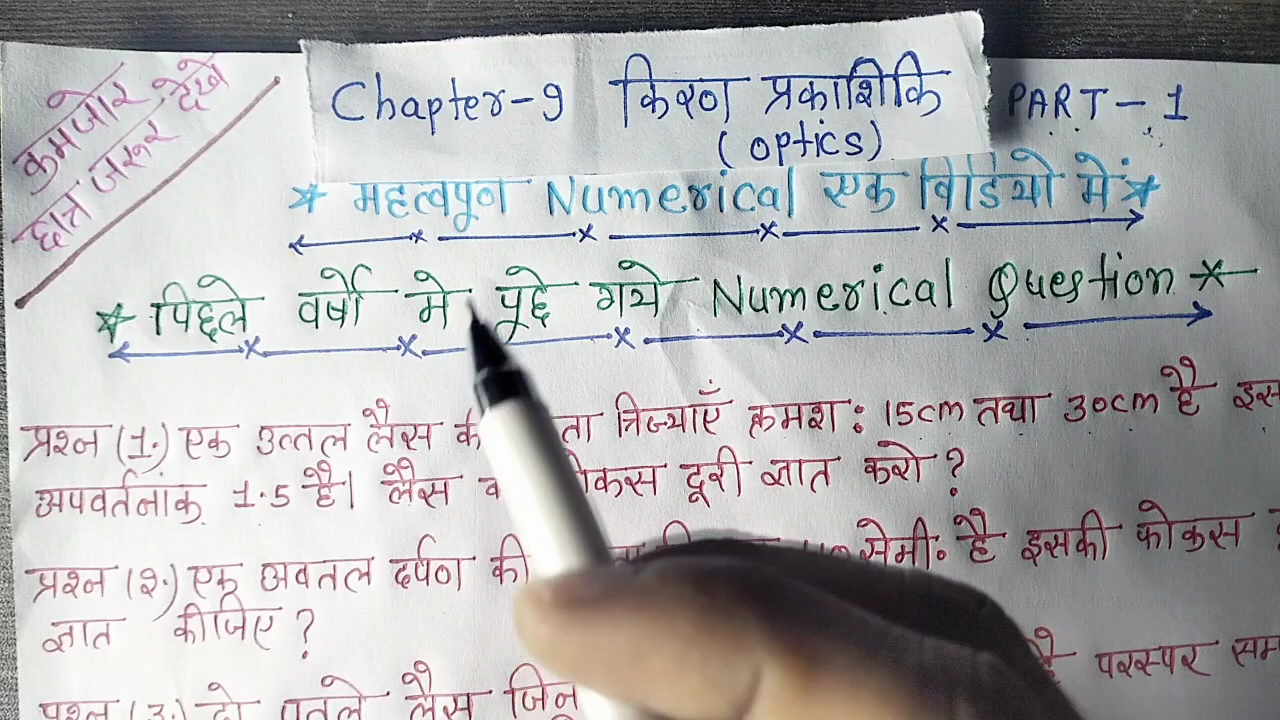 कमजोर
छात्र जरूर देखे
Chapter-9 किरण प्रकाशिकि PART-1
(optics)
* महत्वपूण Numerical एक विडियो में *
* पिछले वर्षो मे पूछे गये Numerical Question *
प्रश्न (1.) एक उत्तल लैंस की ता त्रिज्याएँ क्रमश: 15cm तथा 30cm है इस
अपवर्तनांक 1.5 है। लैंस कस दूरी ज्ञात करो ?
प्रश्न (२.) एक अवतल दर्पण की सेमी. है इसकी फोकस
ज्ञात कीजिए ?
प्रश्न (३.) दो पतले लैंस जिन है परस्पर सम